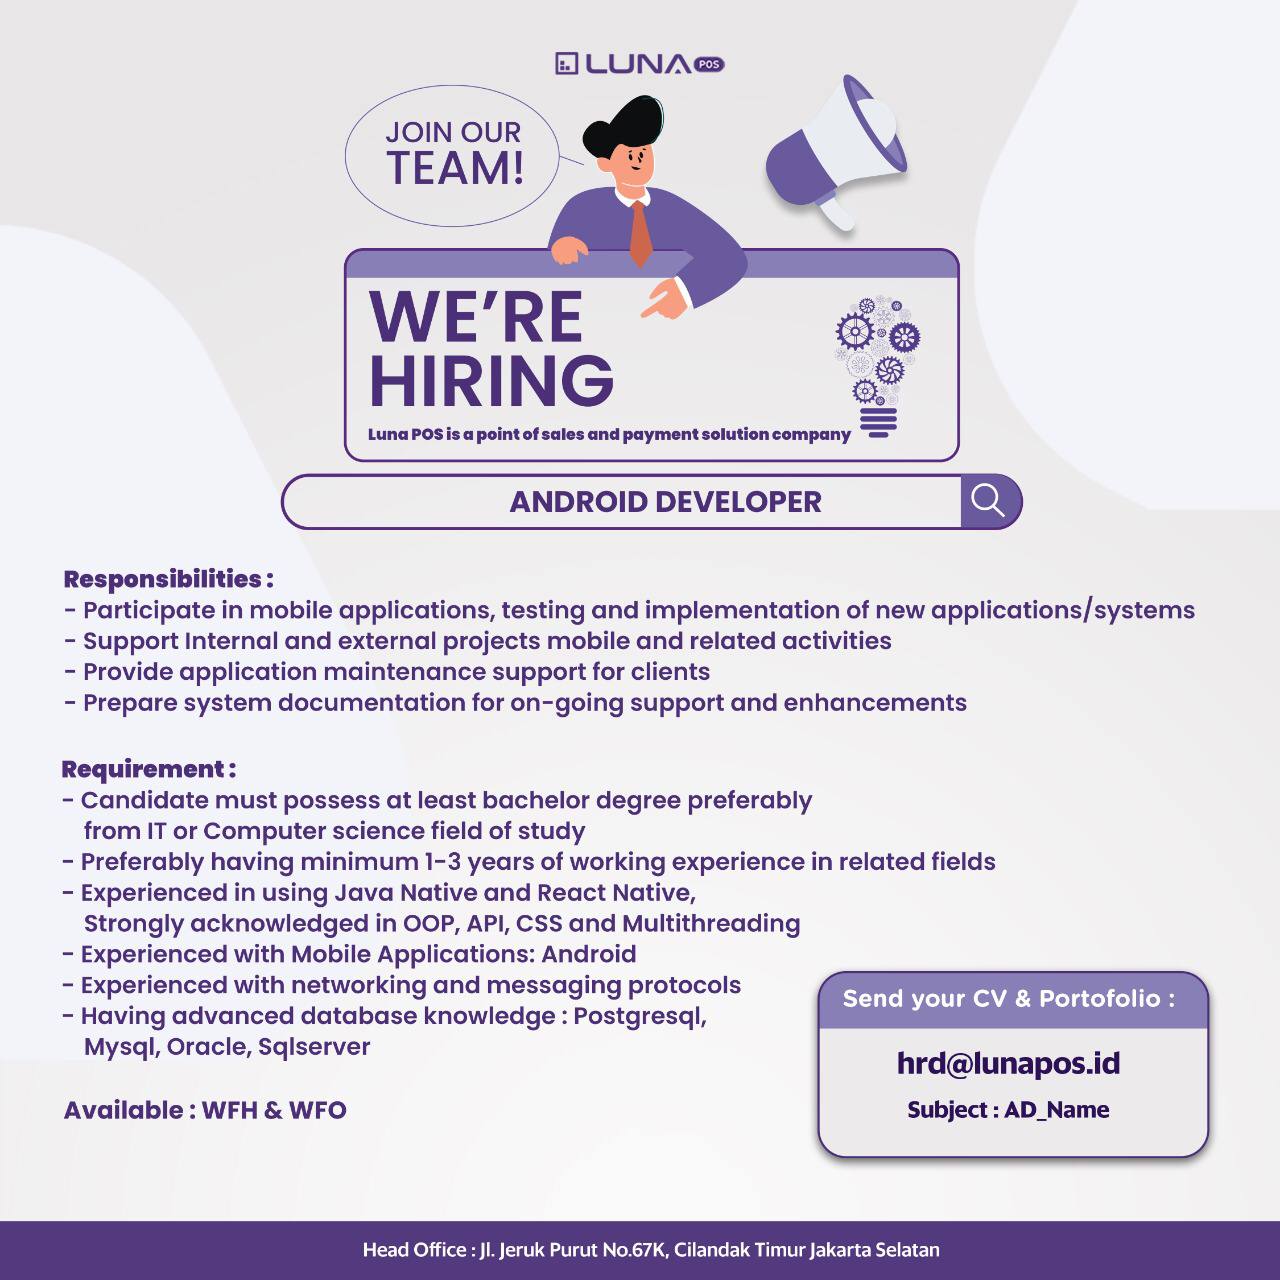 LUNA POS
JOIN OUR
TEAM!
WE'RE
HIRING
Luna POS is a point of sales and payment solution company
ANDROID DEVELOPER
Responsibilities :
- Participate in mobile applications, testing and implementation of new applications/systems
- Support Internal and external projects mobile and related activities
- Provide application maintenance support for clients
- Prepare system documentation for on-going support and enhancements
Requirement :
- Candidate must possess at least bachelor degree preferably
from IT or Computer science field of study
- Preferably having minimum 1-3 years of working experience in related fields
- Experienced in using Java Native and React Native,
Strongly acknowledged in OOP, API, CSS and Multithreading
- Experienced with Mobile Applications: Android
- Experienced with networking and messaging protocols
- Having advanced database knowledge : Postgresql,
Mysql, Oracle, Sqlserver
Available : WFH & WFO
Send your CV & Portofolio :
hrd@lunapos.id
Subject : AD_Name
Head Office : Jl. Jeruk Purut No.67K, Cilandak Timur Jakarta Selatan